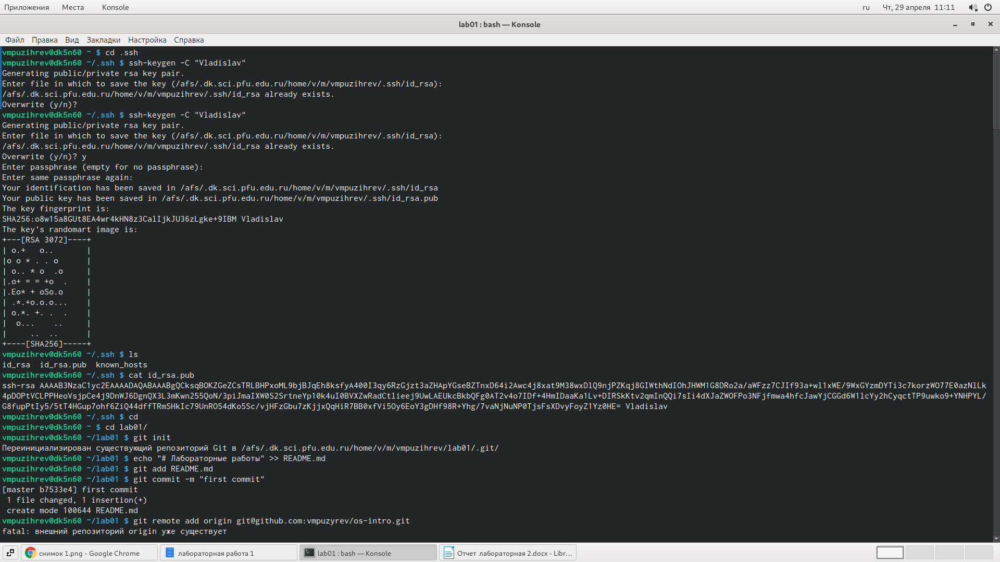 Приложения Места Konsole ru Чт, 29 апреля 11:11
lab01 : bash — Konsole
Файл Правка Вид Закладки Настройка Справка
vmpuzihrev@dk5n60 ~ $ cd .ssh
vmpuzihrev@dk5n60 ~/.ssh $ ssh-keygen -C "Vladislav"
Generating public/private rsa key pair.
Enter file in which to save the key (/afs/.dk.sci.pfu.edu.ru/home/v/m/vmpuzihrev/.ssh/id_rsa):
/afs/.dk.sci.pfu.edu.ru/home/v/m/vmpuzihrev/.ssh/id_rsa already exists.
Overwrite (y/n)?
vmpuzihrev@dk5n60 ~/.ssh $ ssh-keygen -C "Vladislav"
Generating public/private rsa key pair.
Enter file in which to save the key (/afs/.dk.sci.pfu.edu.ru/home/v/m/vmpuzihrev/.ssh/id_rsa):
/afs/.dk.sci.pfu.edu.ru/home/v/m/vmpuzihrev/.ssh/id_rsa already exists.
Overwrite (y/n)? y
Enter passphrase (empty for no passphrase):
Enter same passphrase again:
Your identification has been saved in /afs/.dk.sci.pfu.edu.ru/home/v/m/vmpuzihrev/.ssh/id_rsa
Your public key has been saved in /afs/.dk.sci.pfu.edu.ru/home/v/m/vmpuzihrev/.ssh/id_rsa.pub
The key fingerprint is:
SHA256:o8w15a8GUt8EA4wr4kHN8z3CalIjkJU36zLgke+9IBM Vladislav
The key's randomart image is:
+---[RSA 3072]----+
| o.+   o..       |
|o o * . . o      |
| o.. * o  .o     |
|.o+ = = +o  .    |
|.Eo* + oSo.o     |
| .*.+o.o.o...    |
| o.*. +. .  .    |
|  o...    ..     |
|     ..  ..      |
+----[SHA256]-----+
vmpuzihrev@dk5n60 ~/.ssh $ ls
id_rsa  id_rsa.pub  known_hosts
vmpuzihrev@dk5n60 ~/.ssh $ cat id_rsa.pub
ssh-rsa AAAAB3NzaC1yc2EAAAADAQABAAABgQCksqBOKZGeZCsTRLBHPxoML9bjBJqEh8ksfyA400I3qy6RzGjzt3aZHApYGseBZTnxD64i2Awc4j8xat9M38wxDlQ9njPZKqj8GIWthNdIOhJHWM1G8DRo2a/aWFzz7CJIf93a+wl1xWE/9WxGYzmDYTi3c7korzWO77E0azNlLk
4pDOPtVCLPPHeoVsjpCe4j9DnWJ6DgnQX3L3mKwn255QoN/3piJmaIXW0S2SrtneYp10k4uI0BVXZwRadCtlieej9UwLAEUkcBkbQFg0AT2v4o7IDf+4HmIDaaKa1Lv+DIRSkKtv2qmInQQi7sIi4dXJaZWOFPo3NFjfmwa4hfcJawYjCGGd6W1lcYy2hCyqctTP9uwko9+YNHPYL/
G8fupPtIy5/5tT4HGup7ohf6ZiQ44dffTRmSHkIc79UnRO54dKo5Sc/vjHFzGbu7zKjjxQqHiR7BB0xfVi5Oy6EoY3gDHf98R+Yhg/7vaNjNuNP0TjsFsXDvyFoyZ1Yz0HE= Vladislav
vmpuzihrev@dk5n60 ~/.ssh $ cd
vmpuzihrev@dk5n60 ~ $ cd lab01/
vmpuzihrev@dk5n60 ~/lab01 $ git init
Переинициализирован существующий репозиторий Git в /afs/.dk.sci.pfu.edu.ru/home/v/m/vmpuzihrev/lab01/.git/
vmpuzihrev@dk5n60 ~/lab01 $ echo "# Лабораторные работы" >> README.md
vmpuzihrev@dk5n60 ~/lab01 $ git add README.md
vmpuzihrev@dk5n60 ~/lab01 $ git commit -m "first commit"
[master b7533e4] first commit
 1 file changed, 1 insertion(+)
 create mode 100644 README.md
vmpuzihrev@dk5n60 ~/lab01 $ git remote add origin git@github.com:vmpuzyrev/os-intro.git
fatal: внешний репозиторий origin уже существует
снимок 1.png - Google Chrome лабораторная работа 1 lab01 : bash — Konsole Отчет лабораторная 2.docx - Libr...